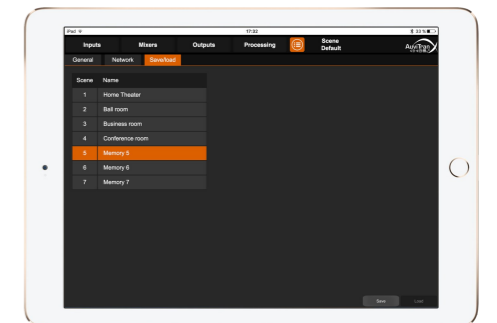 iPad 17:32 33 %
Inputs Mixers Outputs Processing Scene Default AuviTran
General Network Save/load
Scene Name
1 Home Theater
2 Ball room
3 Business room
4 Conference room
5 Memory 5
6 Memory 6
7 Memory 7
Save Load